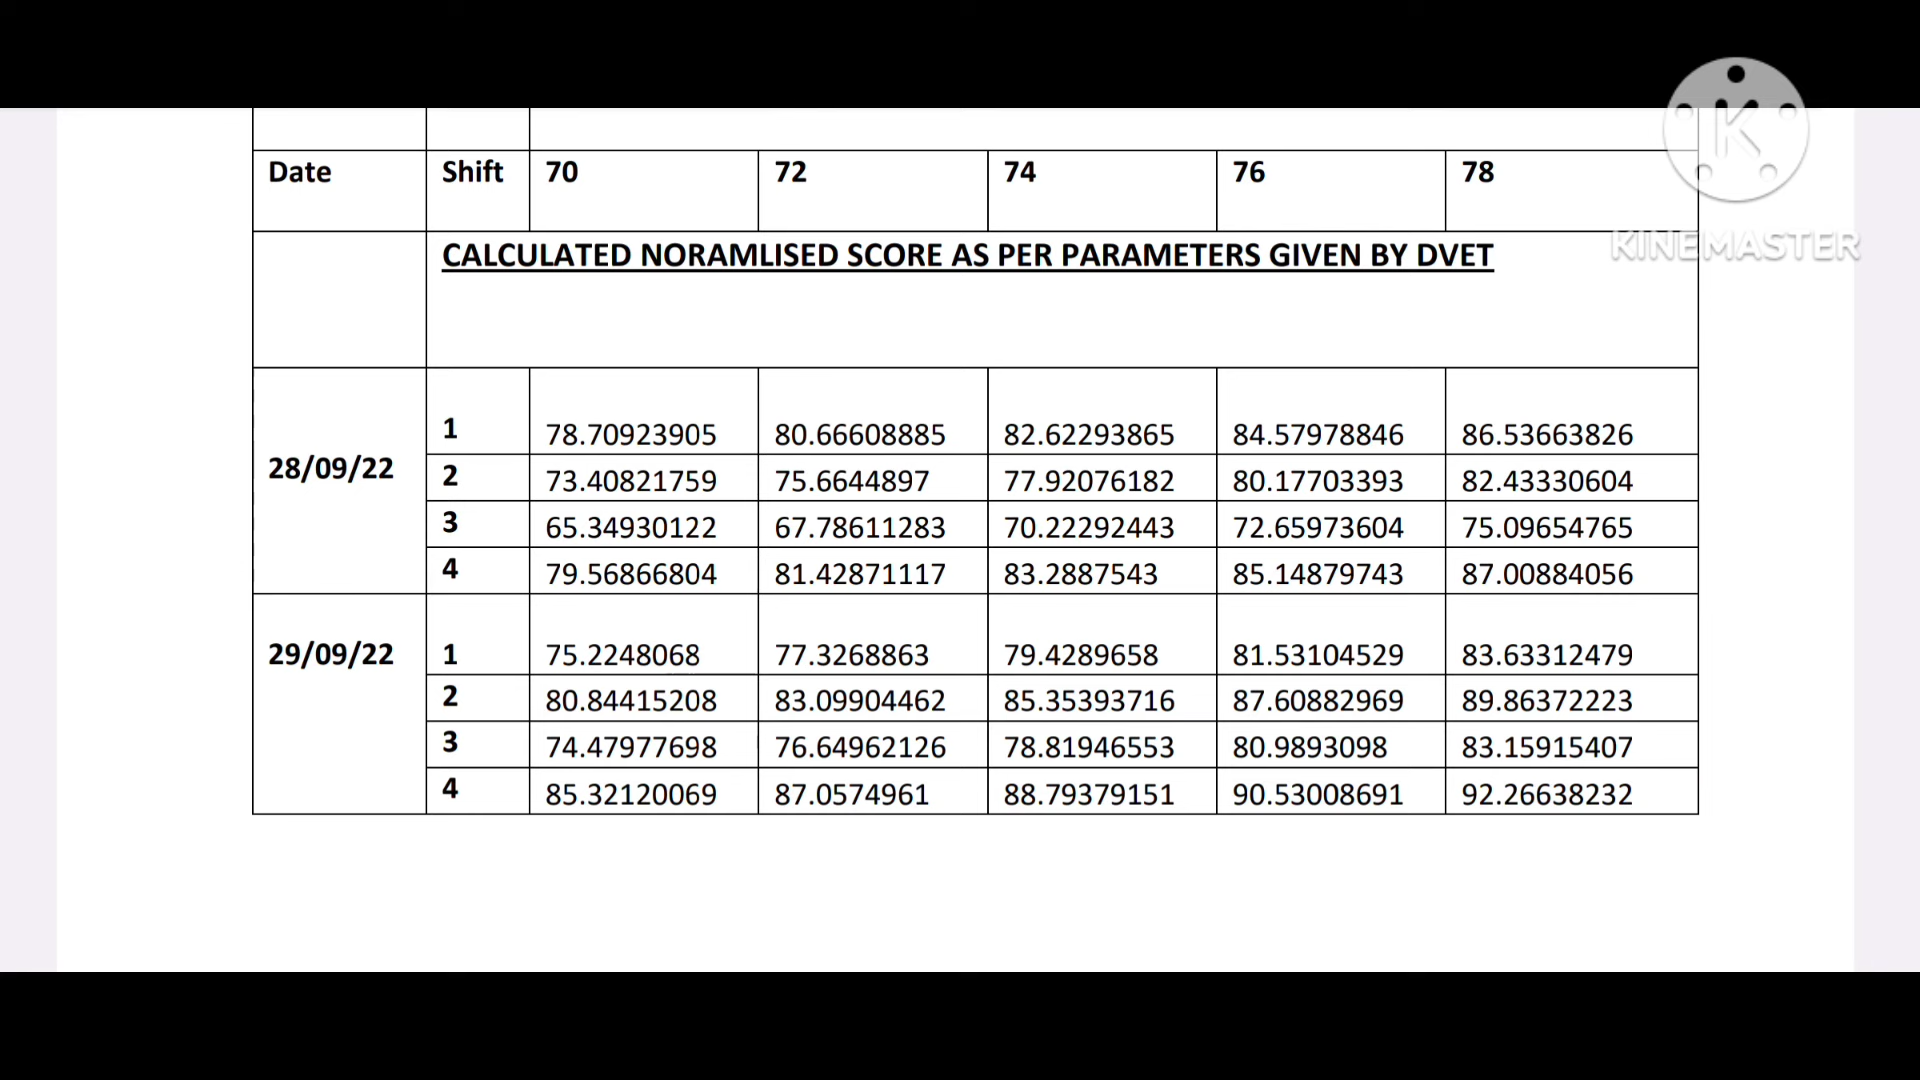 Date Shift 70 72 74 76 78
CALCULATED NORAMLISED SCORE AS PER PARAMETERS GIVEN BY DVET
28/09/22 1 78.70923905 80.66608885 82.62293865 84.57978846 86.53663826
2 73.40821759 75.6644897 77.92076182 80.17703393 82.43330604
3 65.34930122 67.78611283 70.22292443 72.65973604 75.09654765
4 79.56866804 81.42871117 83.2887543 85.14879743 87.00884056
29/09/22 1 75.2248068 77.3268863 79.4289658 81.53104529 83.63312479
2 80.84415208 83.09904462 85.35393716 87.60882969 89.86372223
3 74.47977698 76.64962126 78.81946553 80.9893098 83.15915407
4 85.32120069 87.0574961 88.79379151 90.53008691 92.26638232
K
KINEMASTER